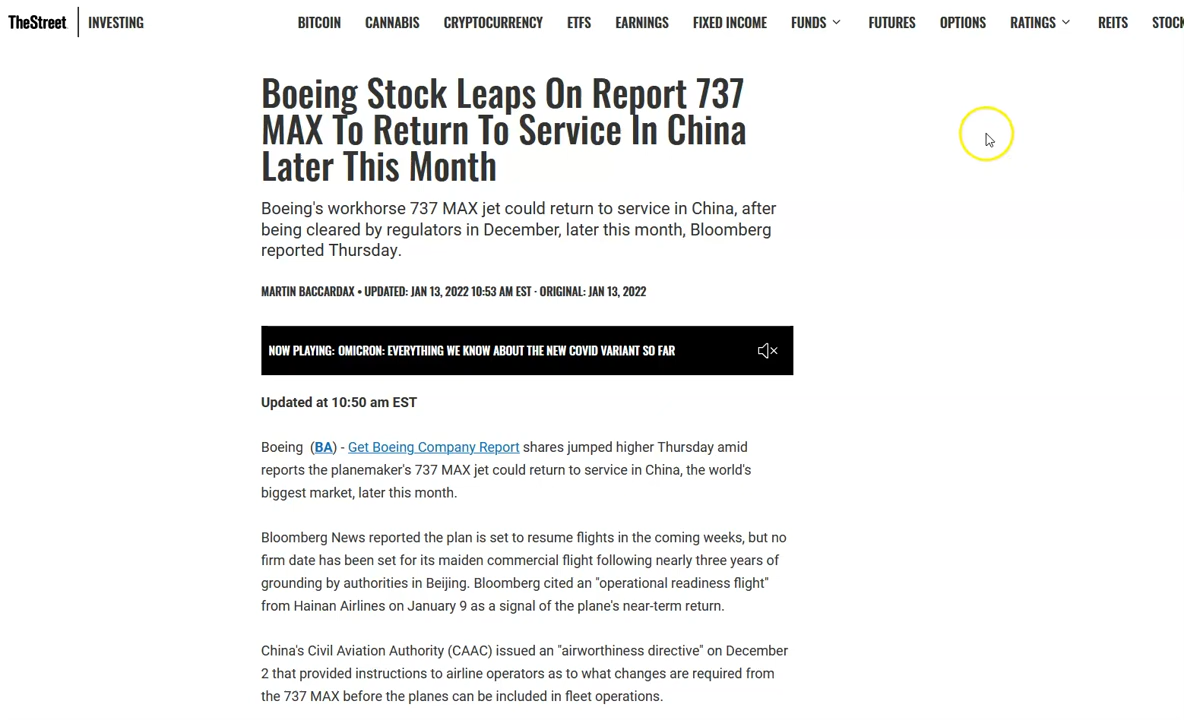 TheStreet INVESTING BITCOIN CANNABIS CRYPTOCURRENCY ETFS EARNINGS FIXED INCOME FUNDS FUTURES OPTIONS RATINGS REITS STOCK
Boeing Stock Leaps On Report 737
MAX To Return To Service In China
Later This Month
Boeing's workhorse 737 MAX jet could return to service in China, after
being cleared by regulators in December, later this month, Bloomberg
reported Thursday.
MARTIN BACCARDAX • UPDATED: JAN 13, 2022 10:53 AM EST · ORIGINAL: JAN 13, 2022
NOW PLAYING: OMICRON: EVERYTHING WE KNOW ABOUT THE NEW COVID VARIANT SO FAR
Updated at 10:50 am EST
Boeing (BA) - Get Boeing Company Report shares jumped higher Thursday amid
reports the planemaker's 737 MAX jet could return to service in China, the world's
biggest market, later this month.
Bloomberg News reported the plan is set to resume flights in the coming weeks, but no
firm date has been set for its maiden commercial flight following nearly three years of
grounding by authorities in Beijing. Bloomberg cited an "operational readiness flight"
from Hainan Airlines on January 9 as a signal of the plane's near-term return.
China's Civil Aviation Authority (CAAC) issued an "airworthiness directive" on December
2 that provided instructions to airline operators as to what changes are required from
the 737 MAX before the planes can be included in fleet operations.